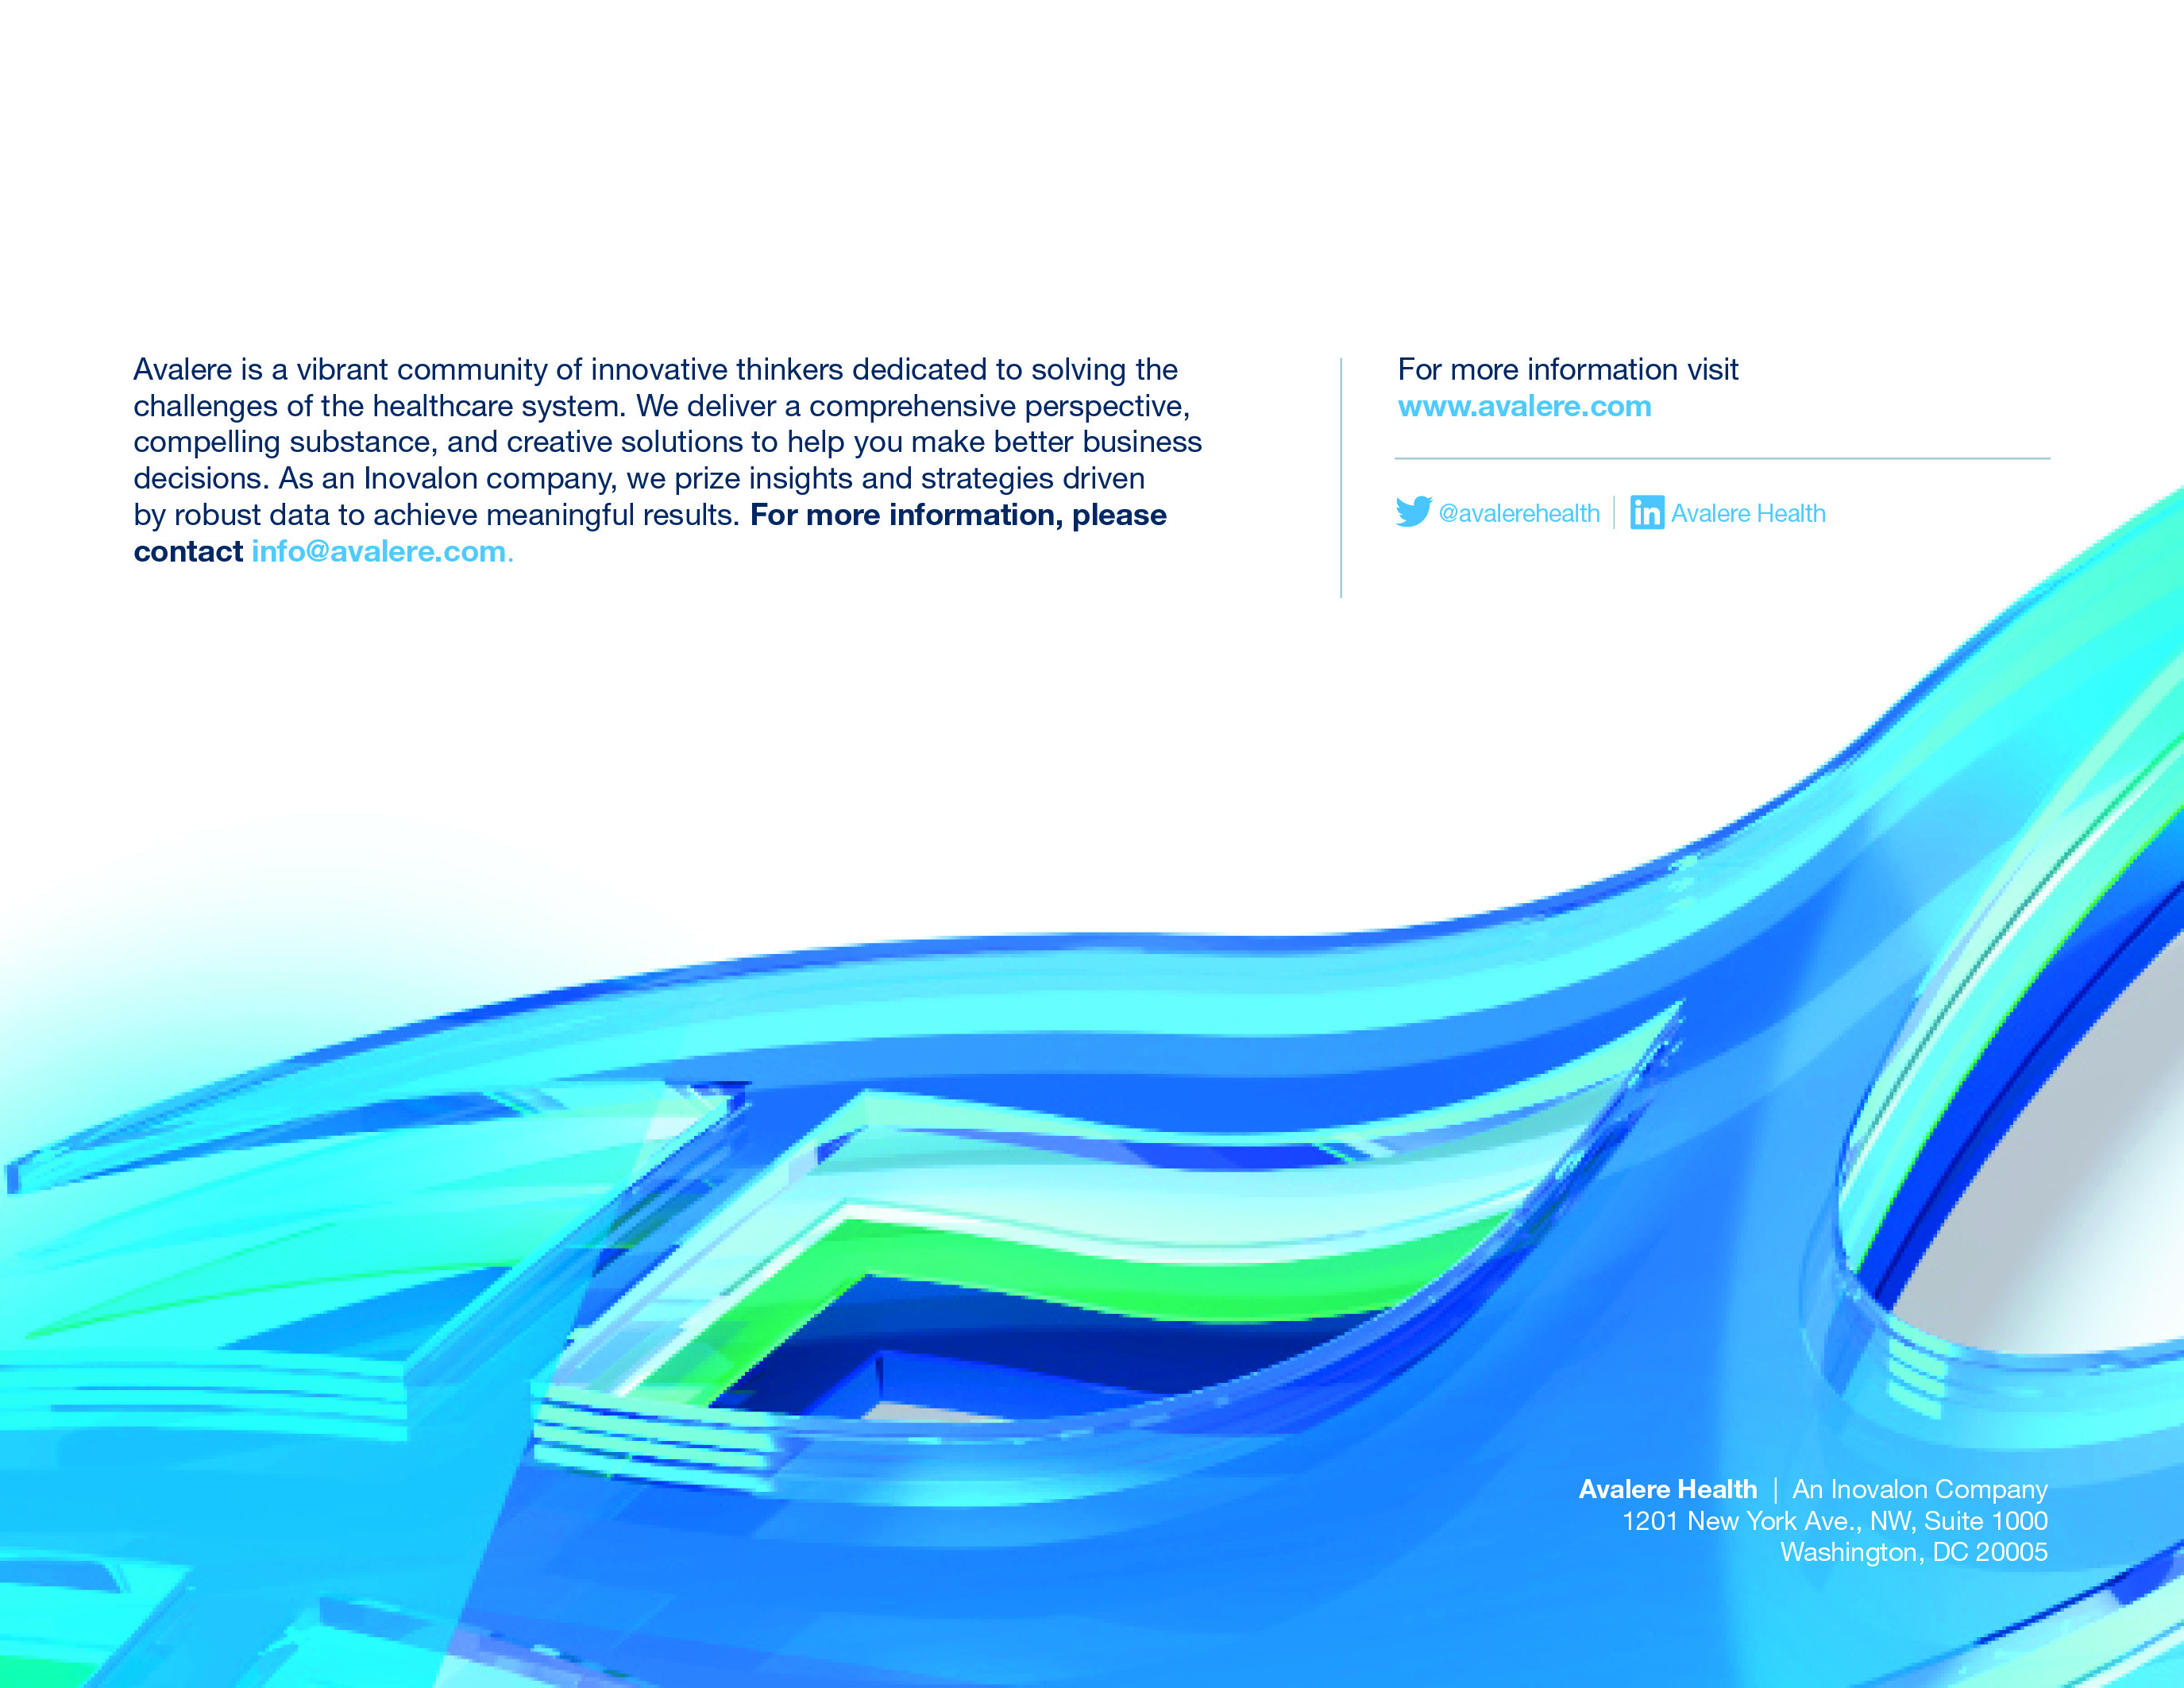 Avalere is a vibrant community of innovative thinkers dedicated to solving the
challenges of the healthcare system. We deliver a comprehensive perspective,
compelling substance, and creative solutions to help you make better business
decisions. As an Inovalon company, we prize insights and strategies driven
by robust data to achieve meaningful results. For more information, please
contact info@avalere.com.
For more information visit
www.avalere.com
@avalerehealth | in Avalere Health
Avalere Health | An Inovalon Company
1201 New York Ave., NW, Suite 1000
Washington, DC 20005